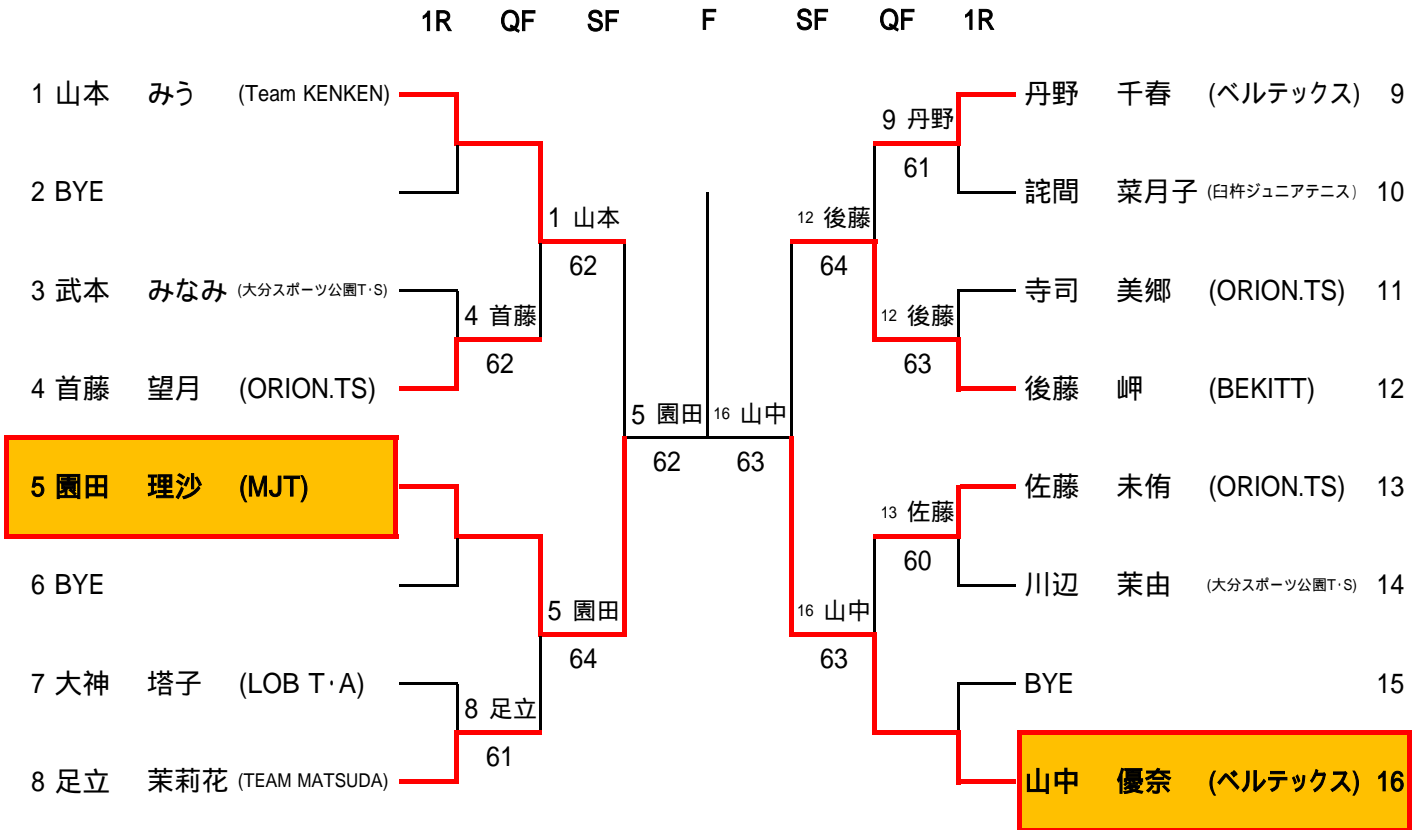 1R QF SF F SF QF 1R
1 山本 みう (Team KENKEN)
2 BYE
3 武本 みなみ (大分スポーツ公園T・S)
4 首藤 望月 (ORION.TS)
5 園田 理沙 (MJT)
6 BYE
7 大神 塔子 (LOB T・A)
8 足立 茉莉花 (TEAM MATSUDA)
4 首藤
62
8 足立
61
1 山本
62
5 園田
64
5 園田
62
16 山中
63
12 後藤
64
16 山中
63
9 丹野
61
12 後藤
63
13 佐藤
60
丹野 千春 (ベルテックス) 9
詫間 菜月子 (臼杵ジュニアテニス) 10
寺司 美郷 (ORION.TS) 11
後藤 岬 (BEKITT) 12
佐藤 未侑 (ORION.TS) 13
川辺 茉由 (大分スポーツ公園T・S) 14
BYE 15
山中 優奈 (ベルテックス) 16